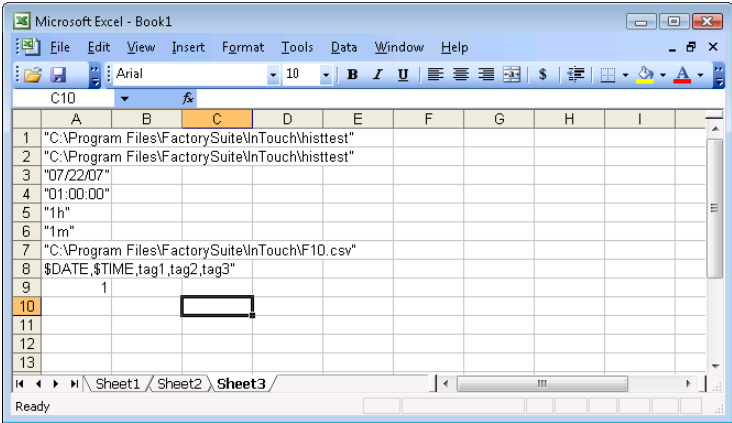 Microsoft Excel - Book1
File Edit View Insert Format Tools Data Window Help
Arial 10 B I U $ A
C10 fx
A B C D E F G H I
1 "C:\Program Files\FactorySuite\InTouch\histtest"
2 "C:\Program Files\FactorySuite\InTouch\histtest"
3 "07/22/07"
4 "01:00:00"
5 "1h"
6 "1m"
7 "C:\Program Files\FactorySuite\InTouch\F10.csv"
8 $DATE,$TIME,tag1,tag2,tag3"
9 1
10
11
12
13
Sheet1 Sheet2 Sheet3
Ready